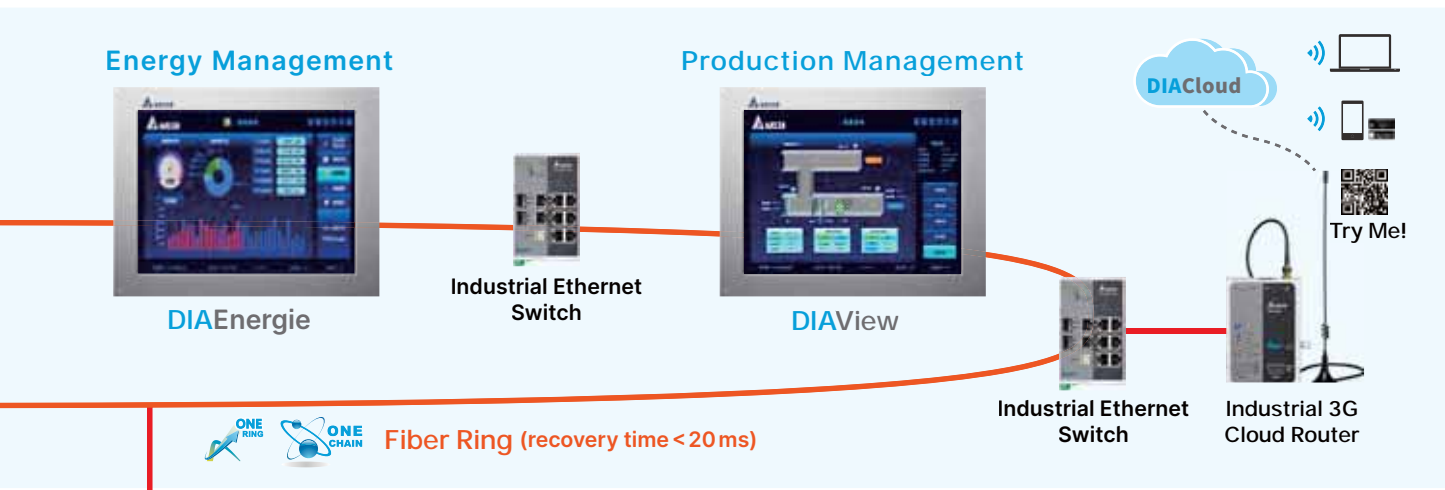 Energy Management
Production Management
DIACloud
Try Me!
Industrial Ethernet
Switch
DIAEnergie
DIAView
Industrial Ethernet
Switch
Industrial 3G
Cloud Router
ONE
RING
ONE
CHAIN
Fiber Ring (recovery time < 20 ms)